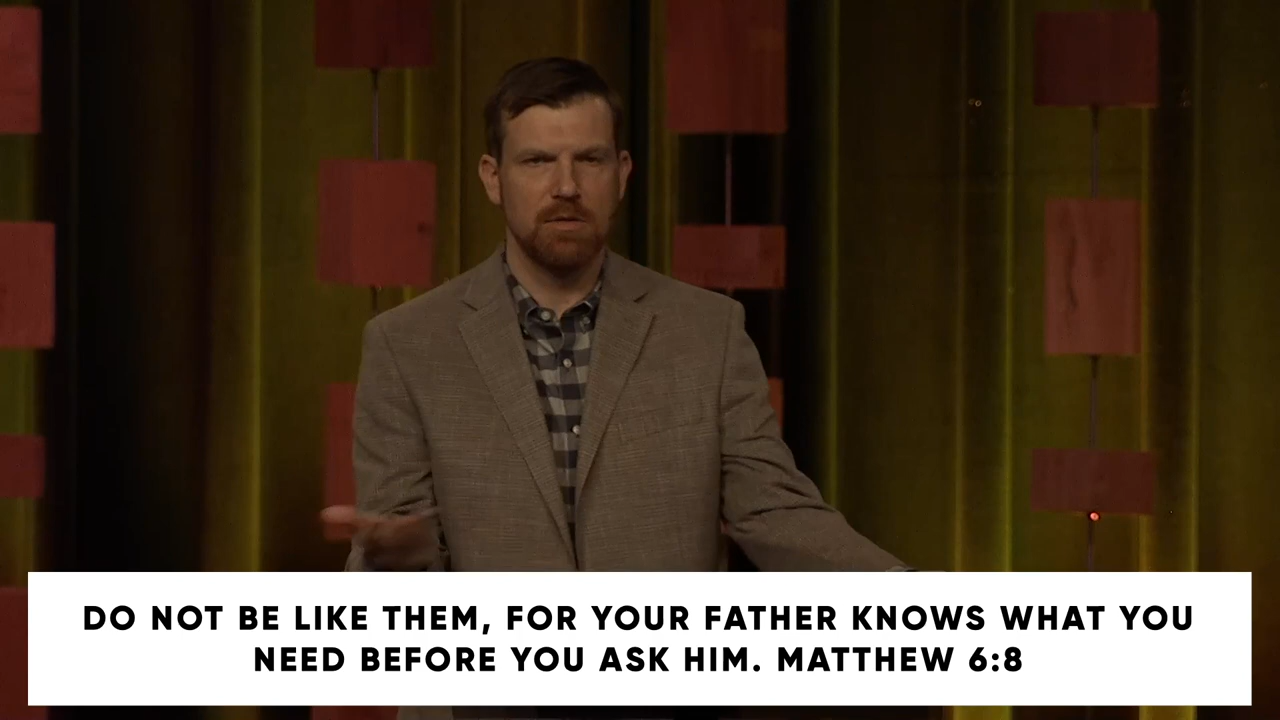 DO NOT BE LIKE THEM, FOR YOUR FATHER KNOWS WHAT YOU
NEED BEFORE YOU ASK HIM. MATTHEW 6:8